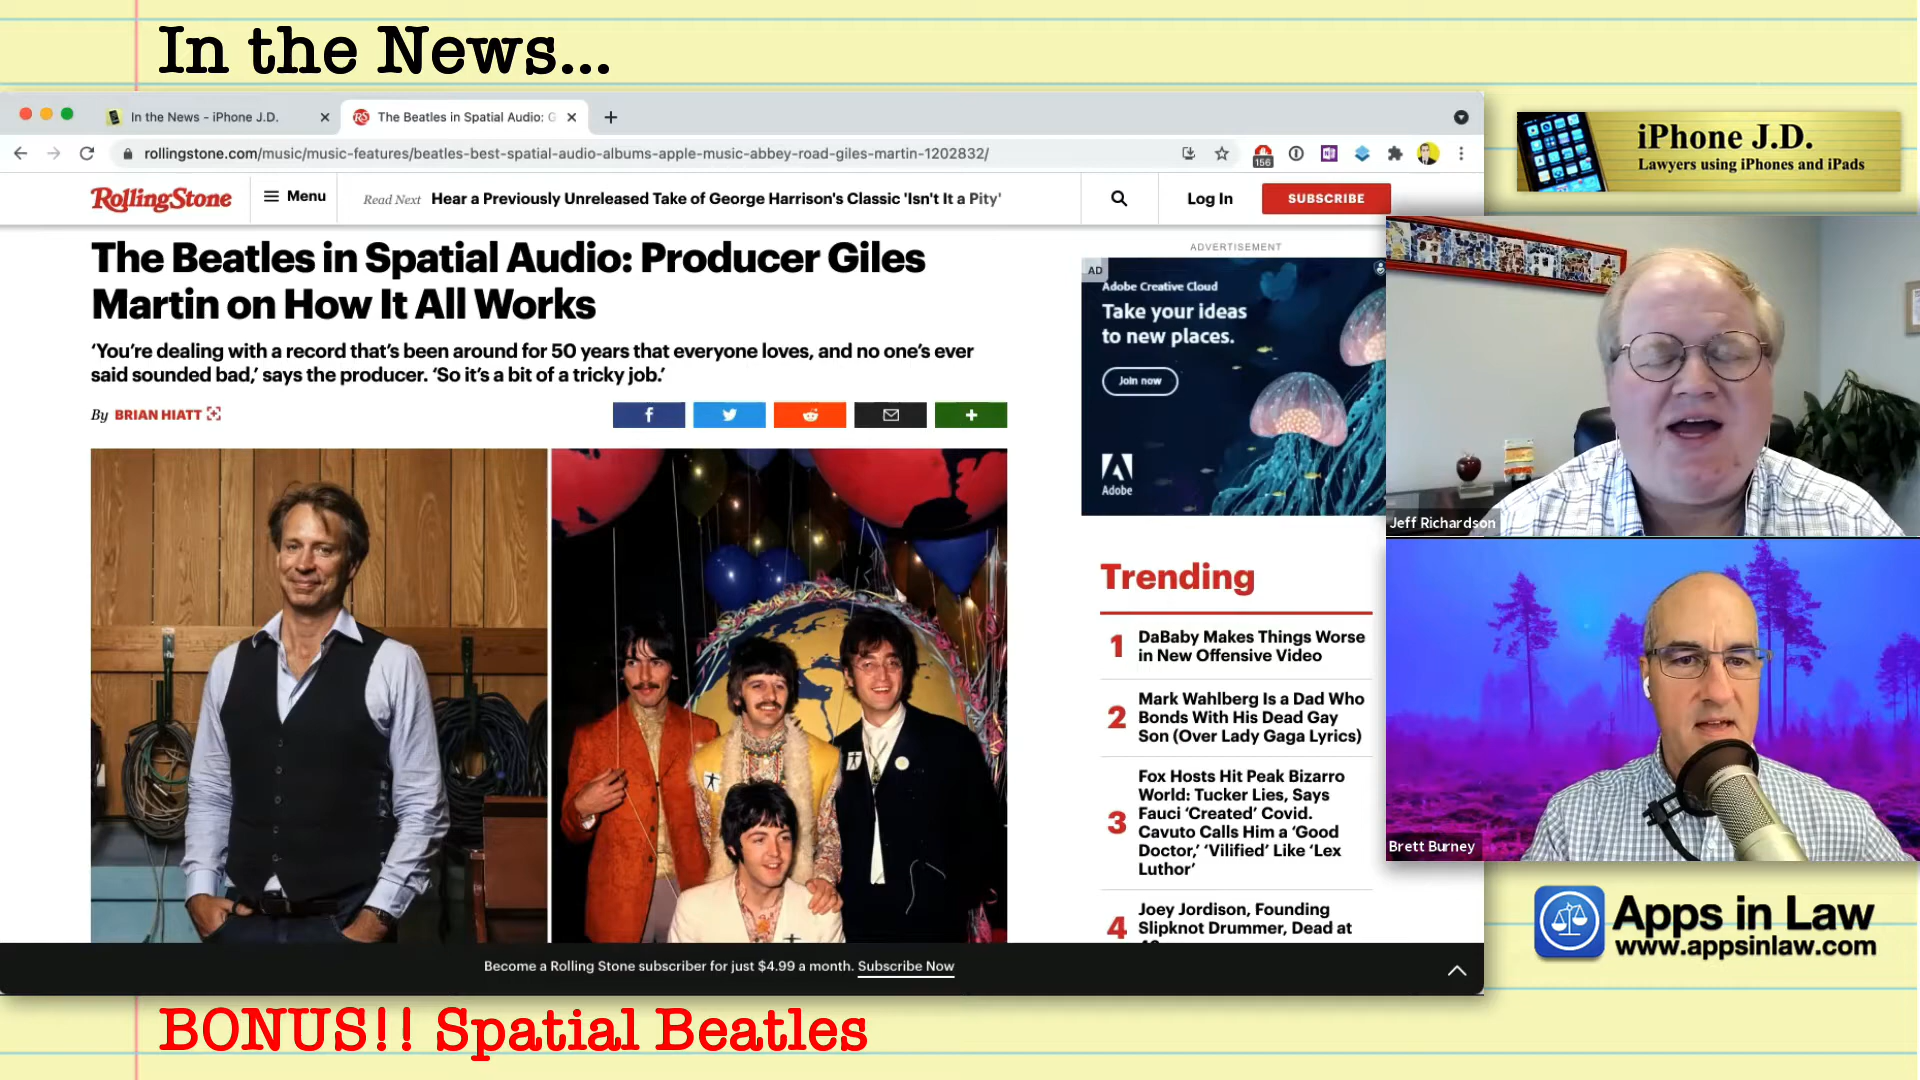 In the News...
In the News - iPhone J.D.
The Beatles in Spatial Audio: G
rollingstone.com/music/music-features/beatles-best-spatial-audio-albums-apple-music-abbey-road-giles-martin-1202832/
156
RollingStone
Menu
Read Next Hear a Previously Unreleased Take of George Harrison's Classic 'Isn't It a Pity'
Log In
SUBSCRIBE
The Beatles in Spatial Audio: Producer Giles
Martin on How It All Works
‘You’re dealing with a record that’s been around for 50 years that everyone loves, and no one’s ever
said sounded bad,’ says the producer. ‘So it’s a bit of a tricky job.’
By BRIAN HIATT
ADVERTISEMENT
AD
Adobe Creative Cloud
Take your ideas
to new places.
Join now
Adobe
Trending
1 DaBaby Makes Things Worse
in New Offensive Video
2 Mark Wahlberg Is a Dad Who
Bonds With His Dead Gay
Son (Over Lady Gaga Lyrics)
3 Fox Hosts Hit Peak Bizarro
World: Tucker Lies, Says
Fauci ‘Created’ Covid.
Cavuto Calls Him a ‘Good
Doctor,’ ‘Vilified’ Like ‘Lex
Luthor’
4 Joey Jordison, Founding
Slipknot Drummer, Dead at
Become a Rolling Stone subscriber for just $4.99 a month. Subscribe Now
iPhone J.D.
Lawyers using iPhones and iPads
Jeff Richardson
Brett Burney
Apps in Law
www.appsinlaw.com
BONUS!! Spatial Beatles